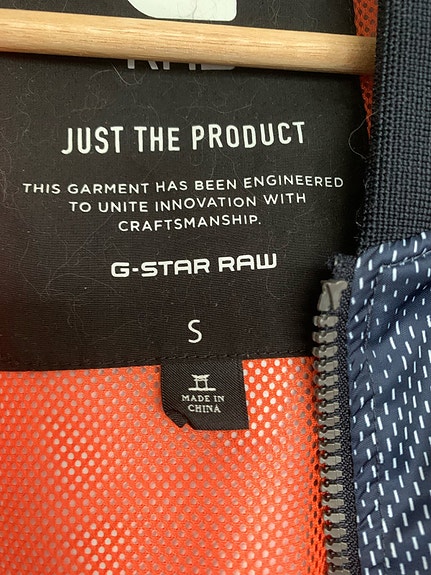 JUST THE PRODUCT
THIS GARMENT HAS BEEN ENGINEERED
TO UNITE INNOVATION WITH
CRAFTSMANSHIP.
G-STAR RAW
S
MADE IN
CHINA